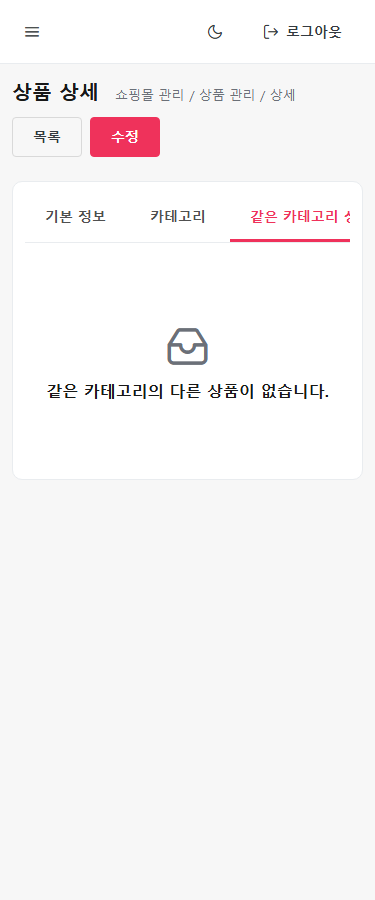 로그아웃
상품 상세
쇼핑몰 관리 / 상품 관리 / 상세
목록
수정
기본 정보
카테고리
같은 카테고리
같은 카테고리의 다른 상품이 없습니다.